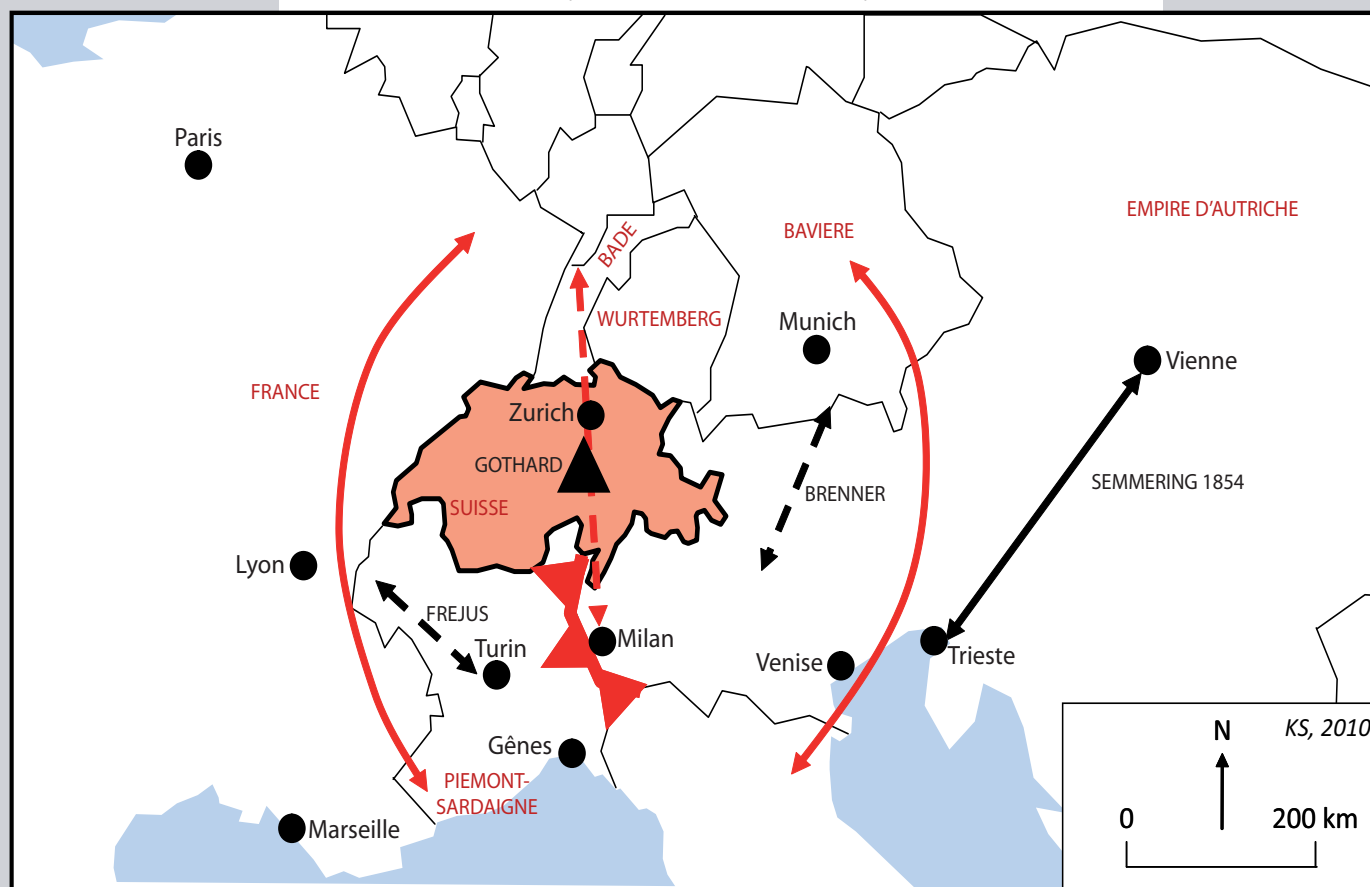 Paris
EMPIRE D'AUTRICHE
BADE
BAVIERE
WURTEMBERG
Munich
Vienne
FRANCE
Zurich
GOTHARD
SEMMERING 1854
BRENNER
SUISSE
Lyon
FREJUS
Turin
Milan
Venise
Trieste
Gênes
N
KS, 2010
PIEMONT-
SARDAIGNE
Marseille
0
200 km